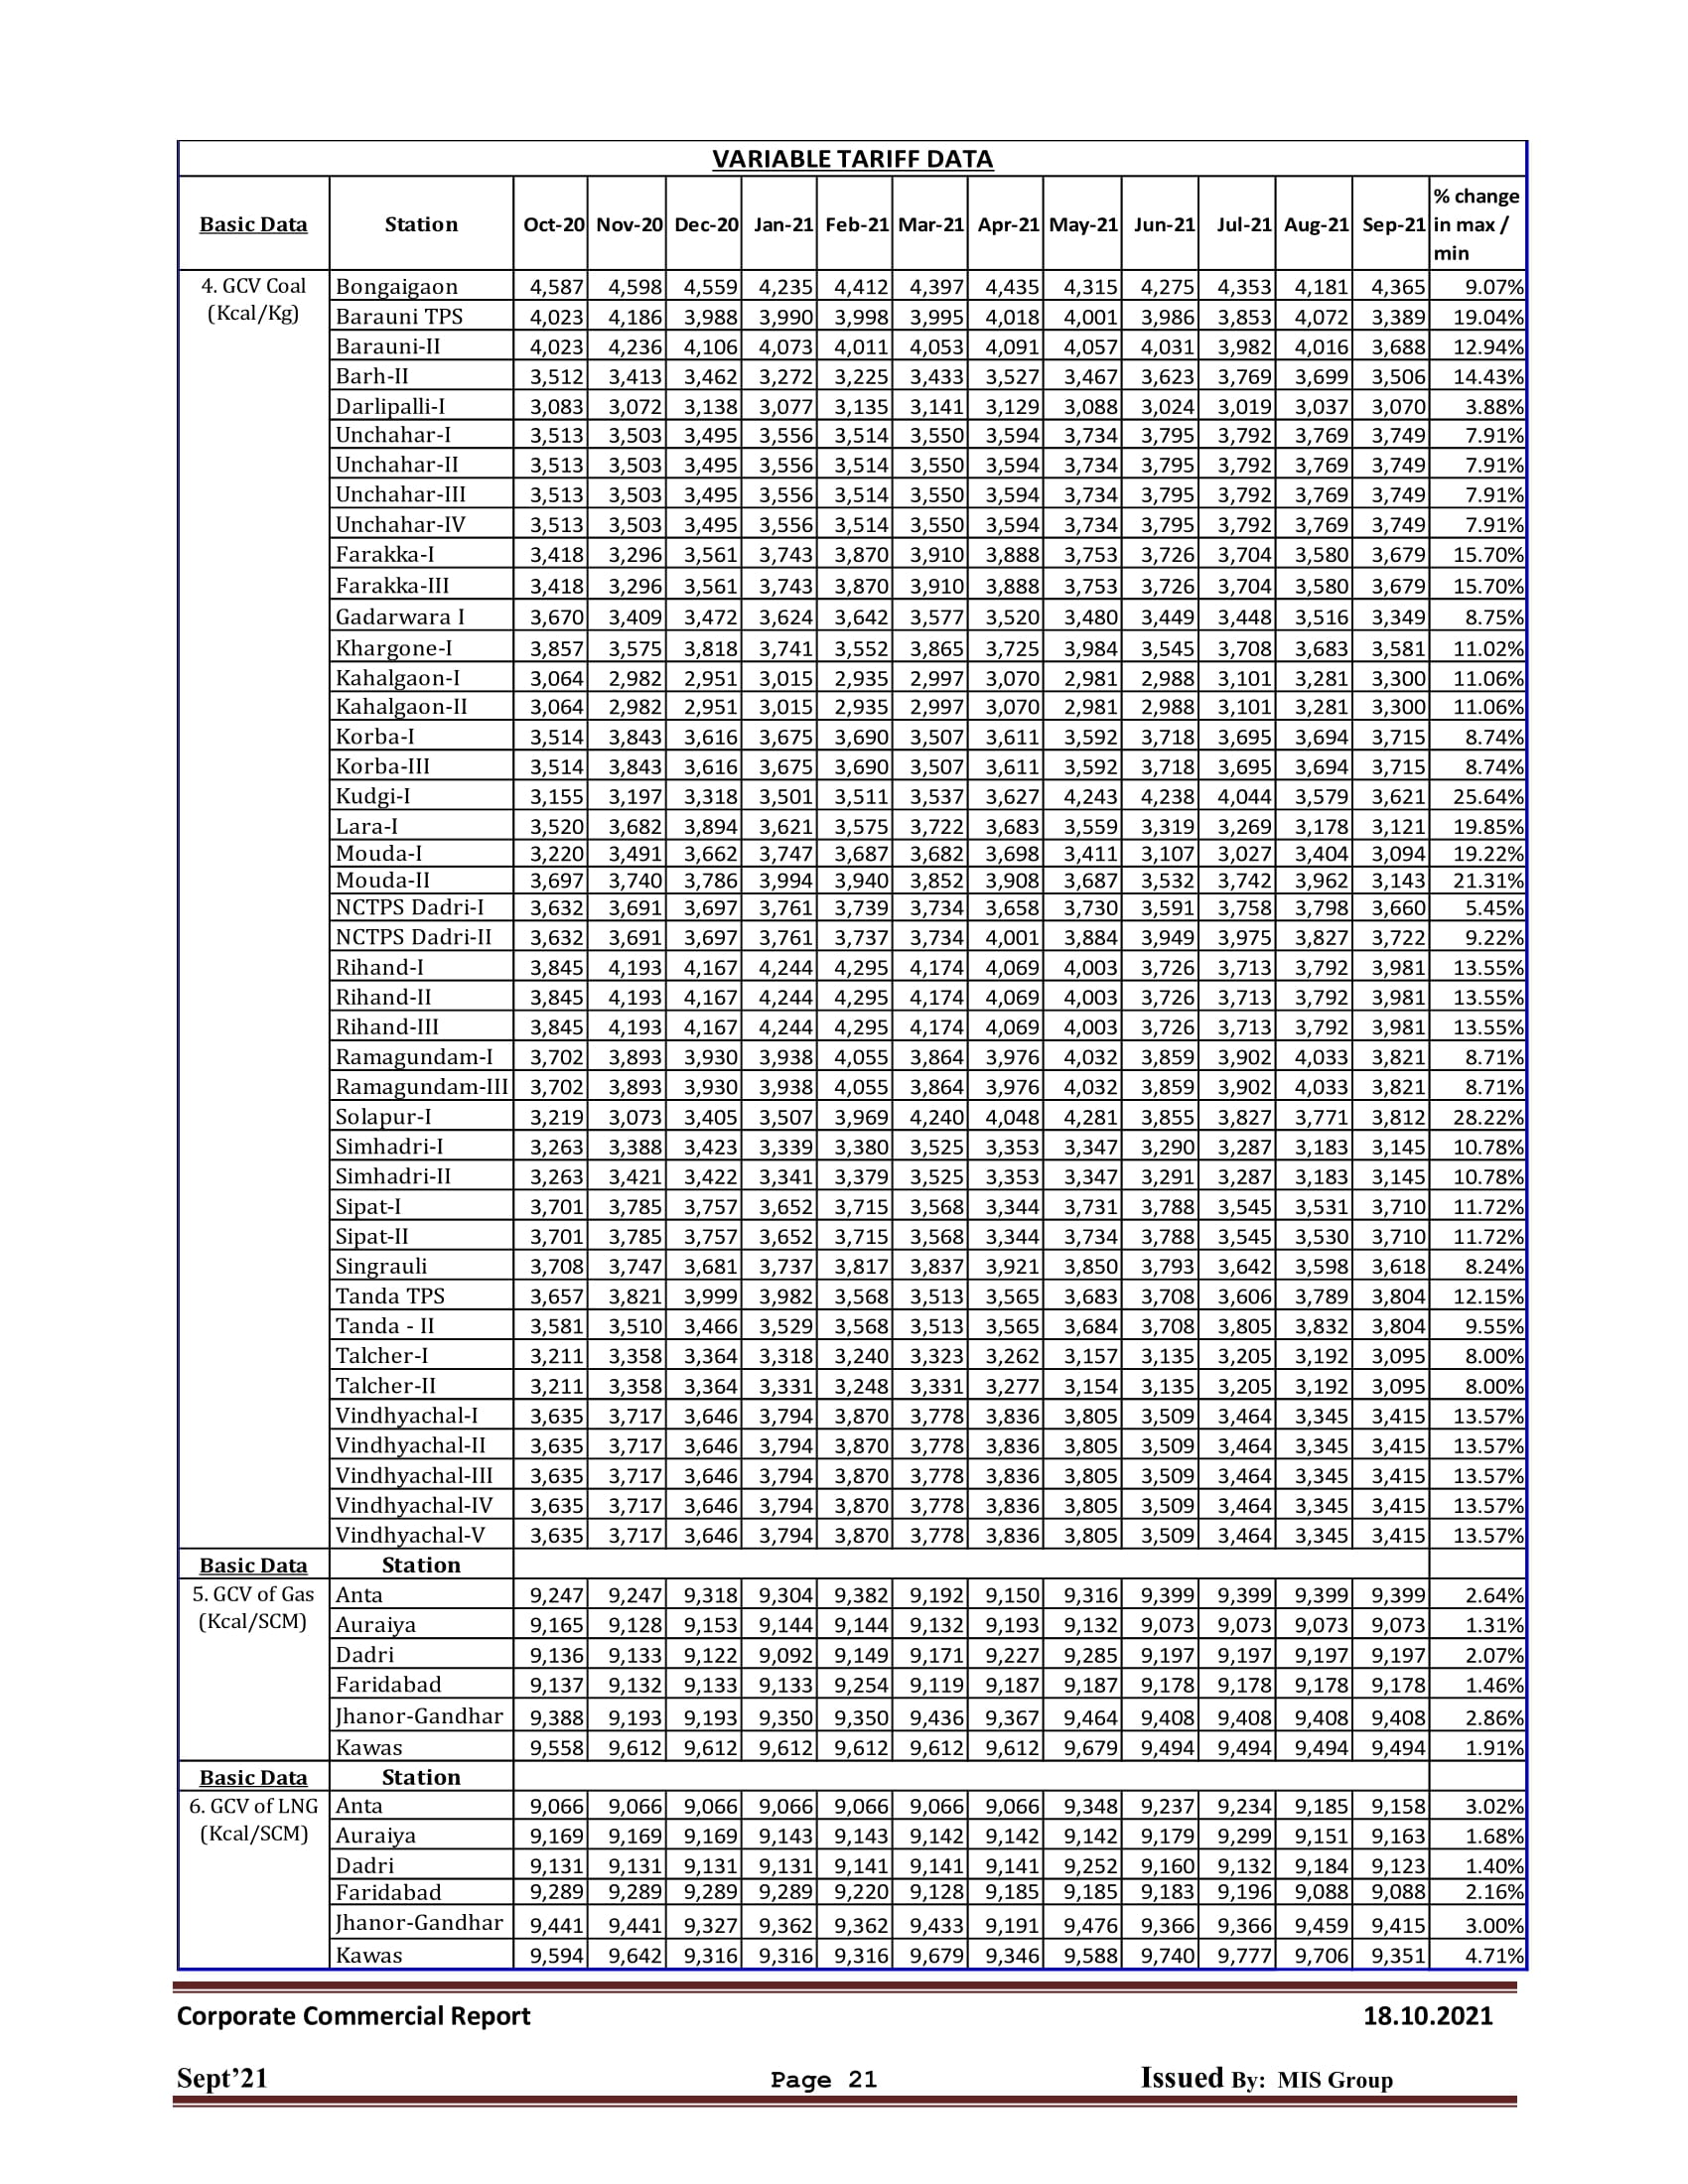 VARIABLE TARIFF DATA
Basic Data Station Oct-20 Nov-20 Dec-20 Jan-21 Feb-21 Mar-21 Apr-21 May-21 Jun-21 Jul-21 Aug-21 Sep-21 % change in max / min
4. GCV Coal (Kcal/Kg)
Bongaigaon 4,587 4,598 4,559 4,235 4,412 4,397 4,435 4,315 4,275 4,353 4,181 4,365 9.07%
Barauni TPS 4,023 4,186 3,988 3,990 3,998 3,995 4,018 4,001 3,986 3,853 4,072 3,389 19.04%
Barauni-II 4,023 4,236 4,106 4,073 4,011 4,053 4,091 4,057 4,031 3,982 4,016 3,688 12.94%
Barh-II 3,512 3,413 3,462 3,272 3,225 3,433 3,527 3,467 3,623 3,769 3,699 3,506 14.43%
Darlipalli-I 3,083 3,072 3,138 3,077 3,135 3,141 3,129 3,088 3,024 3,019 3,037 3,070 3.88%
Unchahar-I 3,513 3,503 3,495 3,556 3,514 3,550 3,594 3,734 3,795 3,792 3,769 3,749 7.91%
Unchahar-II 3,513 3,503 3,495 3,556 3,514 3,550 3,594 3,734 3,795 3,792 3,769 3,749 7.91%
Unchahar-III 3,513 3,503 3,495 3,556 3,514 3,550 3,594 3,734 3,795 3,792 3,769 3,749 7.91%
Unchahar-IV 3,513 3,503 3,495 3,556 3,514 3,550 3,594 3,734 3,795 3,792 3,769 3,749 7.91%
Farakka-I 3,418 3,296 3,561 3,743 3,870 3,910 3,888 3,753 3,726 3,704 3,580 3,679 15.70%
Farakka-III 3,418 3,296 3,561 3,743 3,870 3,910 3,888 3,753 3,726 3,704 3,580 3,679 15.70%
Gadarwara I 3,670 3,409 3,472 3,624 3,642 3,577 3,520 3,480 3,449 3,448 3,516 3,349 8.75%
Khargone-I 3,857 3,575 3,818 3,741 3,552 3,865 3,725 3,984 3,545 3,708 3,683 3,581 11.02%
Kahalgaon-I 3,064 2,982 2,951 3,015 2,935 2,997 3,070 2,981 2,988 3,101 3,281 3,300 11.06%
Kahalgaon-II 3,064 2,982 2,951 3,015 2,935 2,997 3,070 2,981 2,988 3,101 3,281 3,300 11.06%
Korba-I 3,514 3,843 3,616 3,675 3,690 3,507 3,611 3,592 3,718 3,695 3,694 3,715 8.74%
Korba-III 3,514 3,843 3,616 3,675 3,690 3,507 3,611 3,592 3,718 3,695 3,694 3,715 8.74%
Kudgi-I 3,155 3,197 3,318 3,501 3,511 3,537 3,627 4,243 4,238 4,044 3,579 3,621 25.64%
Lara-I 3,520 3,682 3,894 3,621 3,575 3,722 3,683 3,559 3,319 3,269 3,178 3,121 19.85%
Mouda-I 3,220 3,491 3,662 3,747 3,687 3,682 3,698 3,411 3,107 3,027 3,404 3,094 19.22%
Mouda-II 3,697 3,740 3,786 3,994 3,940 3,852 3,908 3,687 3,532 3,742 3,962 3,143 21.31%
NCTPS Dadri-I 3,632 3,691 3,697 3,761 3,739 3,734 3,658 3,730 3,591 3,758 3,798 3,660 5.45%
NCTPS Dadri-II 3,632 3,691 3,697 3,761 3,737 3,734 4,001 3,884 3,949 3,975 3,827 3,722 9.22%
Rihand-I 3,845 4,193 4,167 4,244 4,295 4,174 4,069 4,003 3,726 3,713 3,792 3,981 13.55%
Rihand-II 3,845 4,193 4,167 4,244 4,295 4,174 4,069 4,003 3,726 3,713 3,792 3,981 13.55%
Rihand-III 3,845 4,193 4,167 4,244 4,295 4,174 4,069 4,003 3,726 3,713 3,792 3,981 13.55%
Ramagundam-I 3,702 3,893 3,930 3,938 4,055 3,864 3,976 4,032 3,859 3,902 4,033 3,821 8.71%
Ramagundam-III 3,702 3,893 3,930 3,938 4,055 3,864 3,976 4,032 3,859 3,902 4,033 3,821 8.71%
Solapur-I 3,219 3,073 3,405 3,507 3,969 4,240 4,048 4,281 3,855 3,827 3,771 3,812 28.22%
Simhadri-I 3,263 3,388 3,423 3,339 3,380 3,525 3,353 3,347 3,290 3,287 3,183 3,145 10.78%
Simhadri-II 3,263 3,421 3,422 3,341 3,379 3,525 3,353 3,347 3,291 3,287 3,183 3,145 10.78%
Sipat-I 3,701 3,785 3,757 3,652 3,715 3,568 3,344 3,731 3,788 3,545 3,531 3,710 11.72%
Sipat-II 3,701 3,785 3,757 3,652 3,715 3,568 3,344 3,734 3,788 3,545 3,530 3,710 11.72%
Singrauli 3,708 3,747 3,681 3,737 3,817 3,837 3,921 3,850 3,793 3,642 3,598 3,618 8.24%
Tanda TPS 3,657 3,821 3,999 3,982 3,568 3,513 3,565 3,683 3,708 3,606 3,789 3,804 12.15%
Tanda - II 3,581 3,510 3,466 3,529 3,568 3,513 3,565 3,684 3,708 3,805 3,832 3,804 9.55%
Talcher-I 3,211 3,358 3,364 3,318 3,240 3,323 3,262 3,157 3,135 3,205 3,192 3,095 8.00%
Talcher-II 3,211 3,358 3,364 3,331 3,248 3,331 3,277 3,154 3,135 3,205 3,192 3,095 8.00%
Vindhyachal-I 3,635 3,717 3,646 3,794 3,870 3,778 3,836 3,805 3,509 3,464 3,345 3,415 13.57%
Vindhyachal-II 3,635 3,717 3,646 3,794 3,870 3,778 3,836 3,805 3,509 3,464 3,345 3,415 13.57%
Vindhyachal-III 3,635 3,717 3,646 3,794 3,870 3,778 3,836 3,805 3,509 3,464 3,345 3,415 13.57%
Vindhyachal-IV 3,635 3,717 3,646 3,794 3,870 3,778 3,836 3,805 3,509 3,464 3,345 3,415 13.57%
Vindhyachal-V 3,635 3,717 3,646 3,794 3,870 3,778 3,836 3,805 3,509 3,464 3,345 3,415 13.57%
Basic Data Station
5. GCV of Gas (Kcal/SCM)
Anta 9,247 9,247 9,318 9,304 9,382 9,192 9,150 9,316 9,399 9,399 9,399 9,399 2.64%
Auraiya 9,165 9,128 9,153 9,144 9,144 9,132 9,193 9,132 9,073 9,073 9,073 9,073 1.31%
Dadri 9,136 9,133 9,122 9,092 9,149 9,171 9,227 9,285 9,197 9,197 9,197 9,197 2.07%
Faridabad 9,137 9,132 9,133 9,133 9,254 9,119 9,187 9,187 9,178 9,178 9,178 9,178 1.46%
Jhanor-Gandhar 9,388 9,193 9,193 9,350 9,350 9,436 9,367 9,464 9,408 9,408 9,408 9,408 2.86%
Kawas 9,558 9,612 9,612 9,612 9,612 9,612 9,612 9,679 9,494 9,494 9,494 9,494 1.91%
Basic Data Station
6. GCV of LNG (Kcal/SCM)
Anta 9,066 9,066 9,066 9,066 9,066 9,066 9,066 9,348 9,237 9,234 9,185 9,158 3.02%
Auraiya 9,169 9,169 9,169 9,143 9,143 9,142 9,142 9,142 9,179 9,299 9,151 9,163 1.68%
Dadri 9,131 9,131 9,131 9,131 9,141 9,141 9,141 9,252 9,160 9,132 9,184 9,123 1.40%
Faridabad 9,289 9,289 9,289 9,289 9,220 9,128 9,185 9,185 9,183 9,196 9,088 9,088 2.16%
Jhanor-Gandhar 9,441 9,441 9,327 9,362 9,362 9,433 9,191 9,476 9,366 9,366 9,459 9,415 3.00%
Kawas 9,594 9,642 9,316 9,316 9,316 9,679 9,346 9,588 9,740 9,777 9,706 9,351 4.71%
Corporate Commercial Report 18.10.2021
Sept’21 Page 21 Issued By: MIS Group